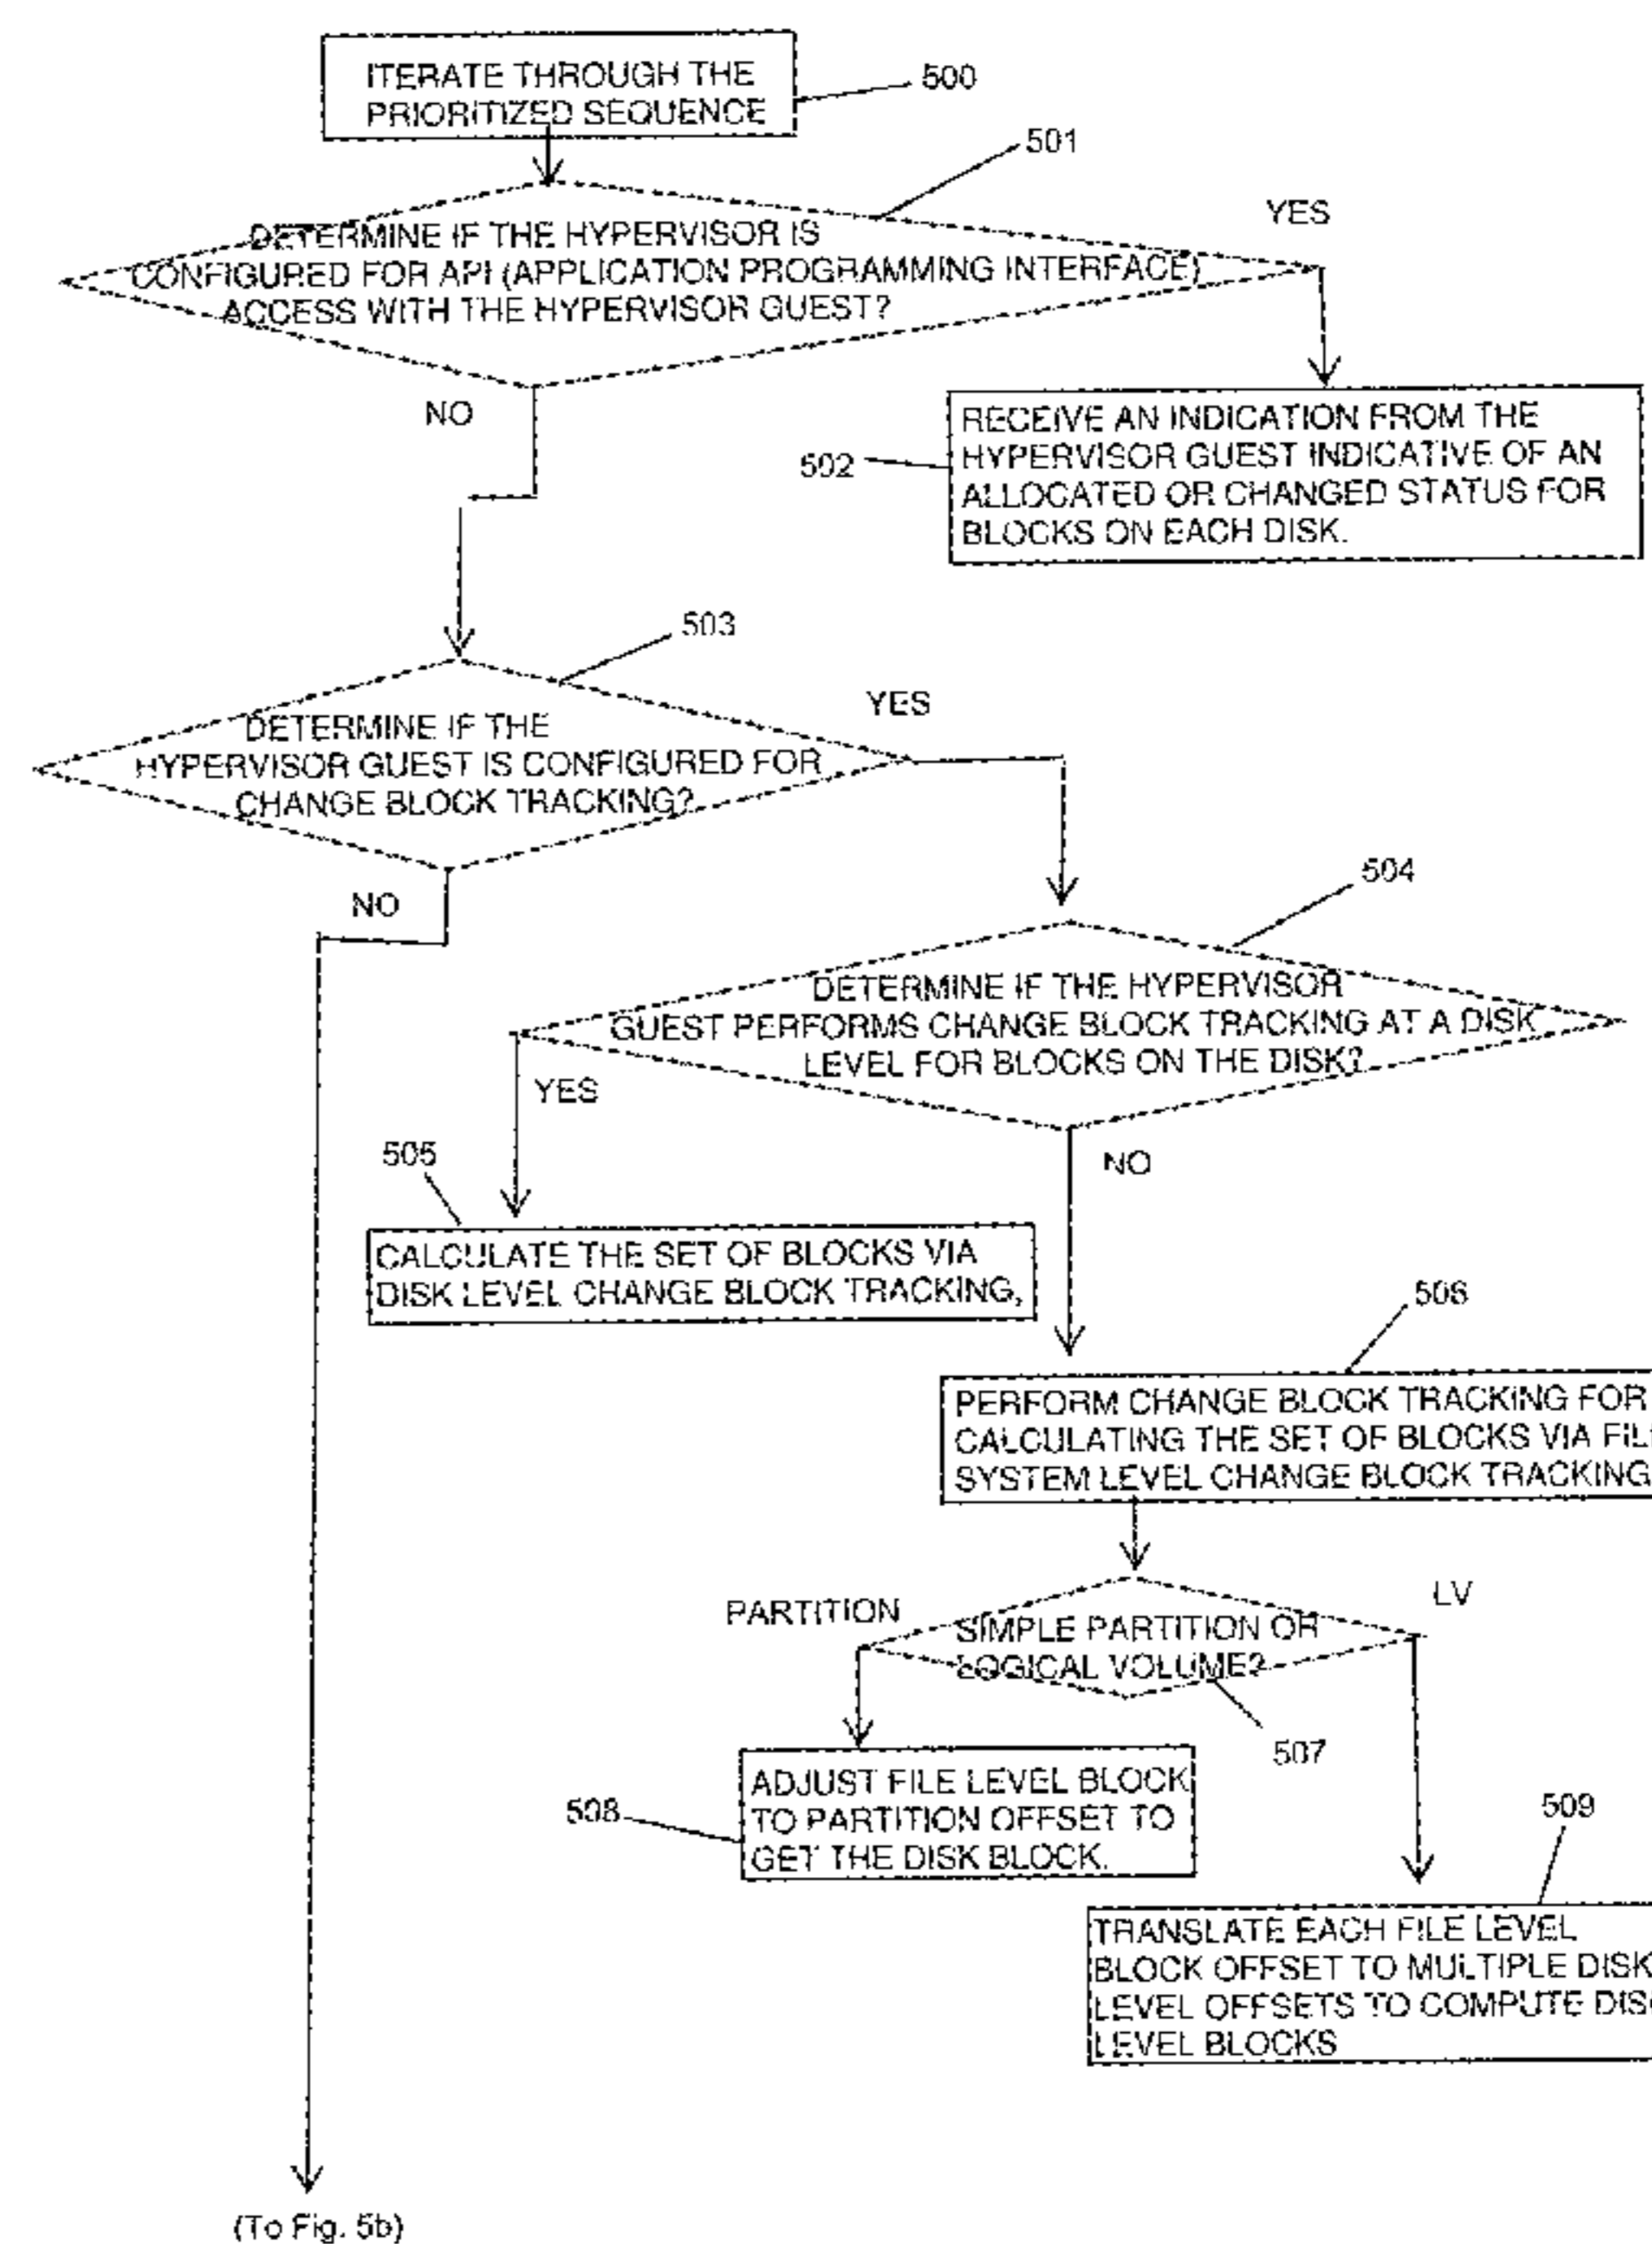 ITERATE THROUGH THE
PRIORITIZED SEQUENCE
500
501
YES
DETERMINE IF THE HYPERVISOR IS
CONFIGURED FOR API (APPLICATION PROGRAMMING INTERFACE)
ACCESS WITH THE HYPERVISOR GUEST?
NO
502
RECEIVE AN INDICATION FROM THE
HYPERVISOR GUEST INDICATIVE OF AN
ALLOCATED OR CHANGED STATUS FOR
BLOCKS ON EACH DISK.
503
YES
DETERMINE IF THE
HYPERVISOR GUEST IS CONFIGURED FOR
CHANGE BLOCK TRACKING?
NO
504
DETERMINE IF THE HYPERVISOR
GUEST PERFORMS CHANGE BLOCK TRACKING AT A DISK
LEVEL FOR BLOCKS ON THE DISK?
YES
NO
505
CALCULATE THE SET OF BLOCKS VIA
DISK LEVEL CHANGE BLOCK TRACKING,
506
PERFORM CHANGE BLOCK TRACKING FOR
CALCULATING THE SET OF BLOCKS VIA FIL
SYSTEM LEVEL CHANGE BLOCK TRACKING
PARTITION
LV
SIMPLE PARTITION OR
LOGICAL VOLUME?
507
508
ADJUST FILE LEVEL BLOCK
TO PARTITION OFFSET TO
GET THE DISK BLOCK.
509
TRANSLATE EACH FILE LEVEL
BLOCK OFFSET TO MULTIPLE DISK
LEVEL OFFSETS TO COMPUTE DIS
LEVEL BLOCKS
(To Fig. 5b)